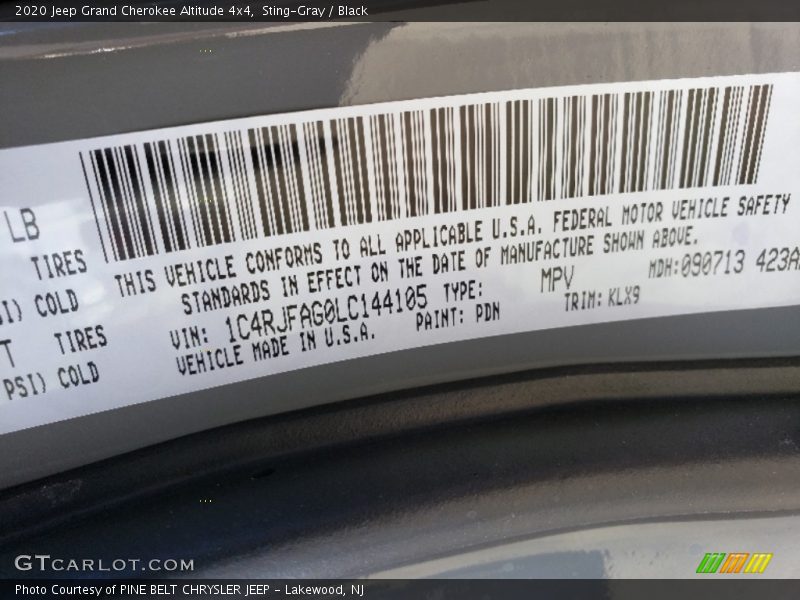 2020 Jeep Grand Cherokee Altitude 4x4, Sting-Gray / Black
LB
TIRES
COLD
TIRES
PSI) COLD
THIS VEHICLE CONFORMS TO ALL APPLICABLE U.S.A. FEDERAL MOTOR VEHICLE SAFETY
STANDARDS IN EFFECT ON THE DATE OF MANUFACTURE SHOWN ABOVE.
VIN: 1C4RJFAG0LC144105 TYPE: MPV MDH:090713 423A
VEHICLE MADE IN U.S.A. PAINT: PDN TRIM: KLX9
GTCARLOT.COM
Photo Courtesy of PINE BELT CHRYSLER JEEP - Lakewood, NJ